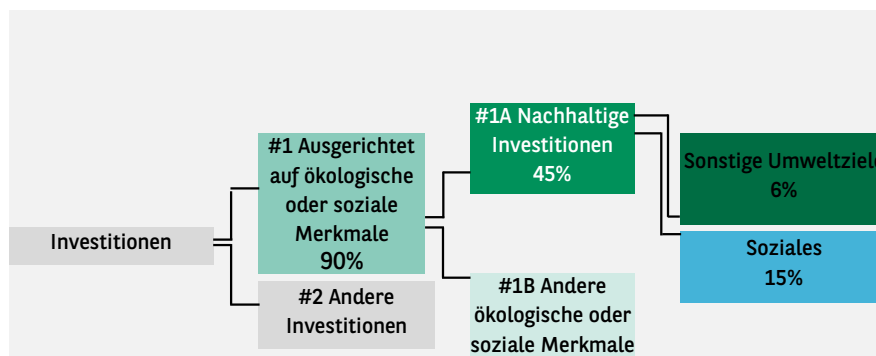 Investitionen
#1 Ausgerichtet
auf ökologische
oder soziale
Merkmale
90%
#2 Andere
Investitionen
#1A Nachhaltige
Investitionen
45%
#1B Andere
ökologische oder
soziale Merkmale
Sonstige Umweltziele
6%
Soziales
15%